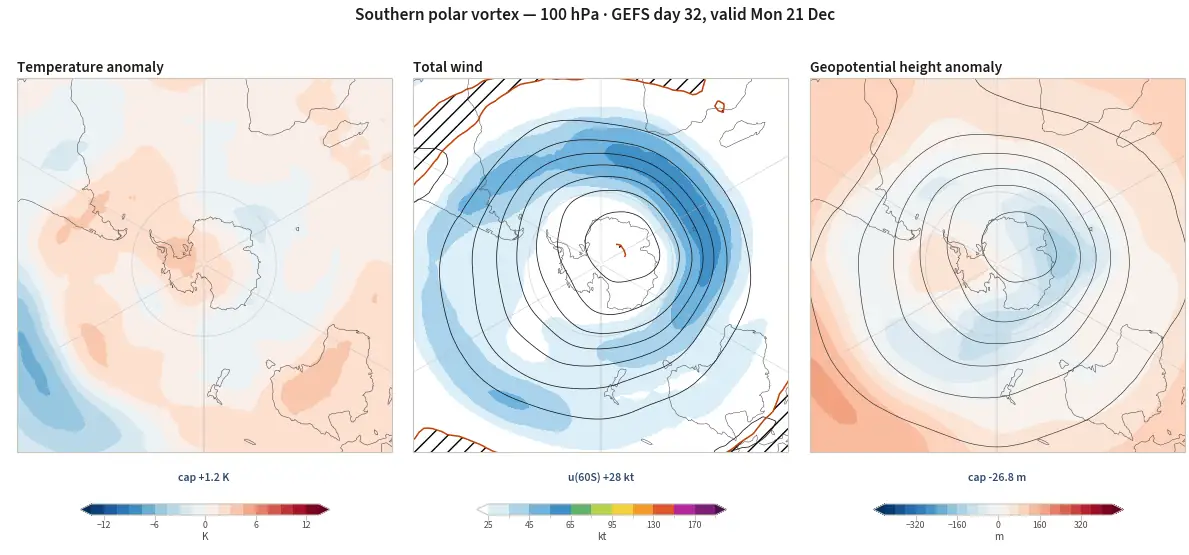 Southern polar vortex — 100 hPa · GEFS day 32, valid Mon 21 Dec
Temperature anomaly
Total wind
Geopotential height anomaly
cap +1.2 K
u(60S) +28 kt
cap -26.8 m
−12 −6 0 6 12
K
25 45 65 95 130 170
kt
−320 −160 0 160 320
m